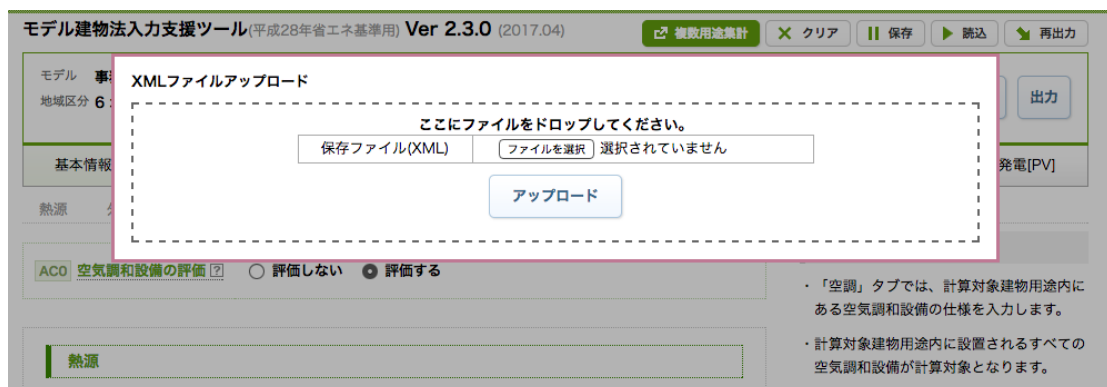 モデル建物法入力支援ツール(平成28年省エネ基準用) Ver 2.3.0 (2017.04)
複数用途集計
クリア
保存
読込
再出力
モデル
地域区分 6
出力
XMLファイルアップロード
ここにファイルをドロップしてください。
保存ファイル(XML) ファイルを選択 選択されていません
アップロード
基本情報
発電[PV]
熱源
AC0 空気調和設備の評価 ? 評価しない 評価する
・「空調」タブでは、計算対象建物用途内に
ある空気調和設備の仕様を入力します。
・計算対象建物用途内に設置されるすべての
空気調和設備が計算対象となります。
熱源